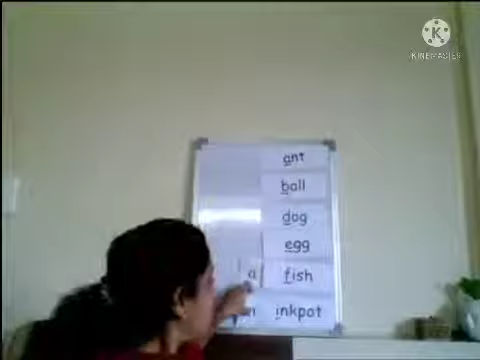 K
KINEMASTER
ant
ball
dog
egg
a fish
n inkpot